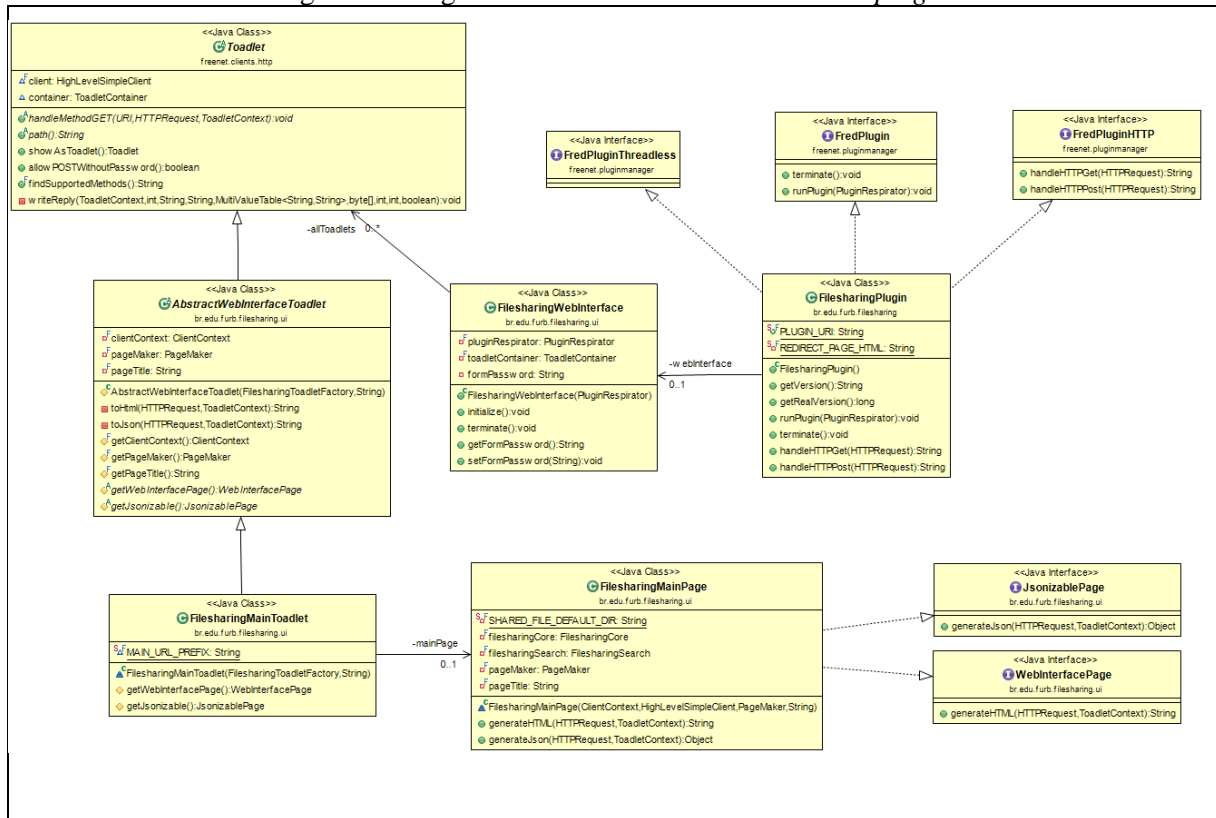 <<Java Class>>
Toadlet
freenet.clients.http
client: HighLevelSimpleClient
container: ToadletContainer
handleMethodGET(URI,HTTPRequest,ToadletContext):void
path():String
showAsToadlet():Toadlet
allowPOSTWithoutPassword():boolean
findSupportedMethods():String
writeReply(ToadletContext,int,String,String,MultiValueTable<String,String>,byte[],int,int,boolean):void
<<Java Interface>>
FredPluginThreadless
freenet.pluginmanager
<<Java Interface>>
FredPlugin
freenet.pluginmanager
terminate():void
runPlugin(PluginRespirator):void
<<Java Interface>>
FredPluginHTTP
freenet.pluginmanager
handleHTTPGet(HTTPRequest):String
handleHTTPPost(HTTPRequest):String
-allToadlets 0..*
<<Java Class>>
AbstractWebInterfaceToadlet
br.edu.furb.filesharing.ui
clientContext: ClientContext
pageMaker: PageMaker
pageTitle: String
AbstractWebInterfaceToadlet(FilesharingToadletFactory,String)
toHtml(HTTPRequest,ToadletContext):String
toJson(HTTPRequest,ToadletContext):String
getClientContext():ClientContext
getPageMaker():PageMaker
getPageTitle():String
getWebInterfacePage():WebInterfacePage
getJsonizable():JsonizablePage
<<Java Class>>
FilesharingWebInterface
br.edu.furb.filesharing.ui
pluginRespirator: PluginRespirator
toadletContainer: ToadletContainer
formPassword: String
FilesharingWebInterface(PluginRespirator)
initialize():void
terminate():void
getFormPassword():String
setFormPassword(String):void
-webInterface
0..1
<<Java Class>>
FilesharingPlugin
br.edu.furb.filesharing
PLUGIN_URI: String
REDIRECT_PAGE_HTML: String
FilesharingPlugin()
getVersion():String
getRealVersion():long
runPlugin(PluginRespirator):void
terminate():void
handleHTTPGet(HTTPRequest):String
handleHTTPPost(HTTPRequest):String
<<Java Class>>
FilesharingMainToadlet
br.edu.furb.filesharing.ui
MAIN_URL_PREFIX: String
FilesharingMainToadlet(FilesharingToadletFactory,String)
getWebInterfacePage():WebInterfacePage
getJsonizable():JsonizablePage
-mainPage
0..1
<<Java Class>>
FilesharingMainPage
br.edu.furb.filesharing.ui
SHARED_FILE_DEFAULT_DIR: String
filesharingCore: FilesharingCore
filesharingSearch: FilesharingSearch
pageMaker: PageMaker
pageTitle: String
FilesharingMainPage(ClientContext,HighLevelSimpleClient,PageMaker,String)
generateHTML(HTTPRequest,ToadletContext):String
generateJson(HTTPRequest,ToadletContext):Object
<<Java Interface>>
JsonizablePage
br.edu.furb.filesharing.ui
generateJson(HTTPRequest,ToadletContext):Object
<<Java Interface>>
WebInterfacePage
br.edu.furb.filesharing.ui
generateHTML(HTTPRequest,ToadletContext):String